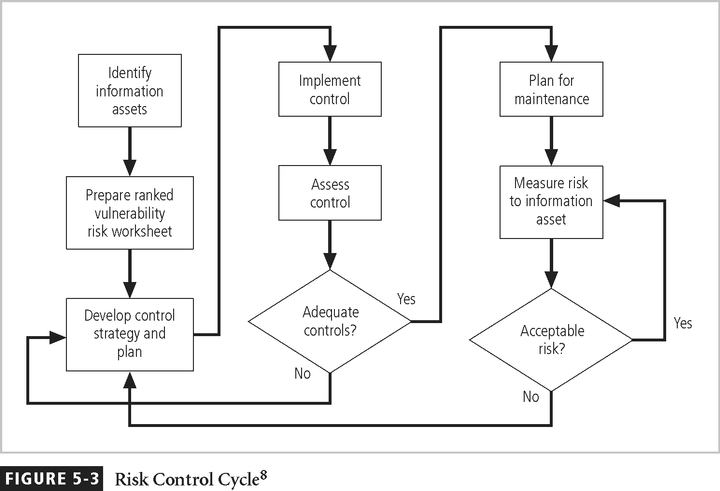 Identify
information
assets
Prepare ranked
vulnerability
risk worksheet
Develop control
strategy and
plan
Implement
control
Assess
control
Adequate
controls?
Yes
No
Plan for
maintenance
Measure risk
to information
asset
Acceptable
risk?
Yes
No
FIGURE 5-3 Risk Control Cycle8